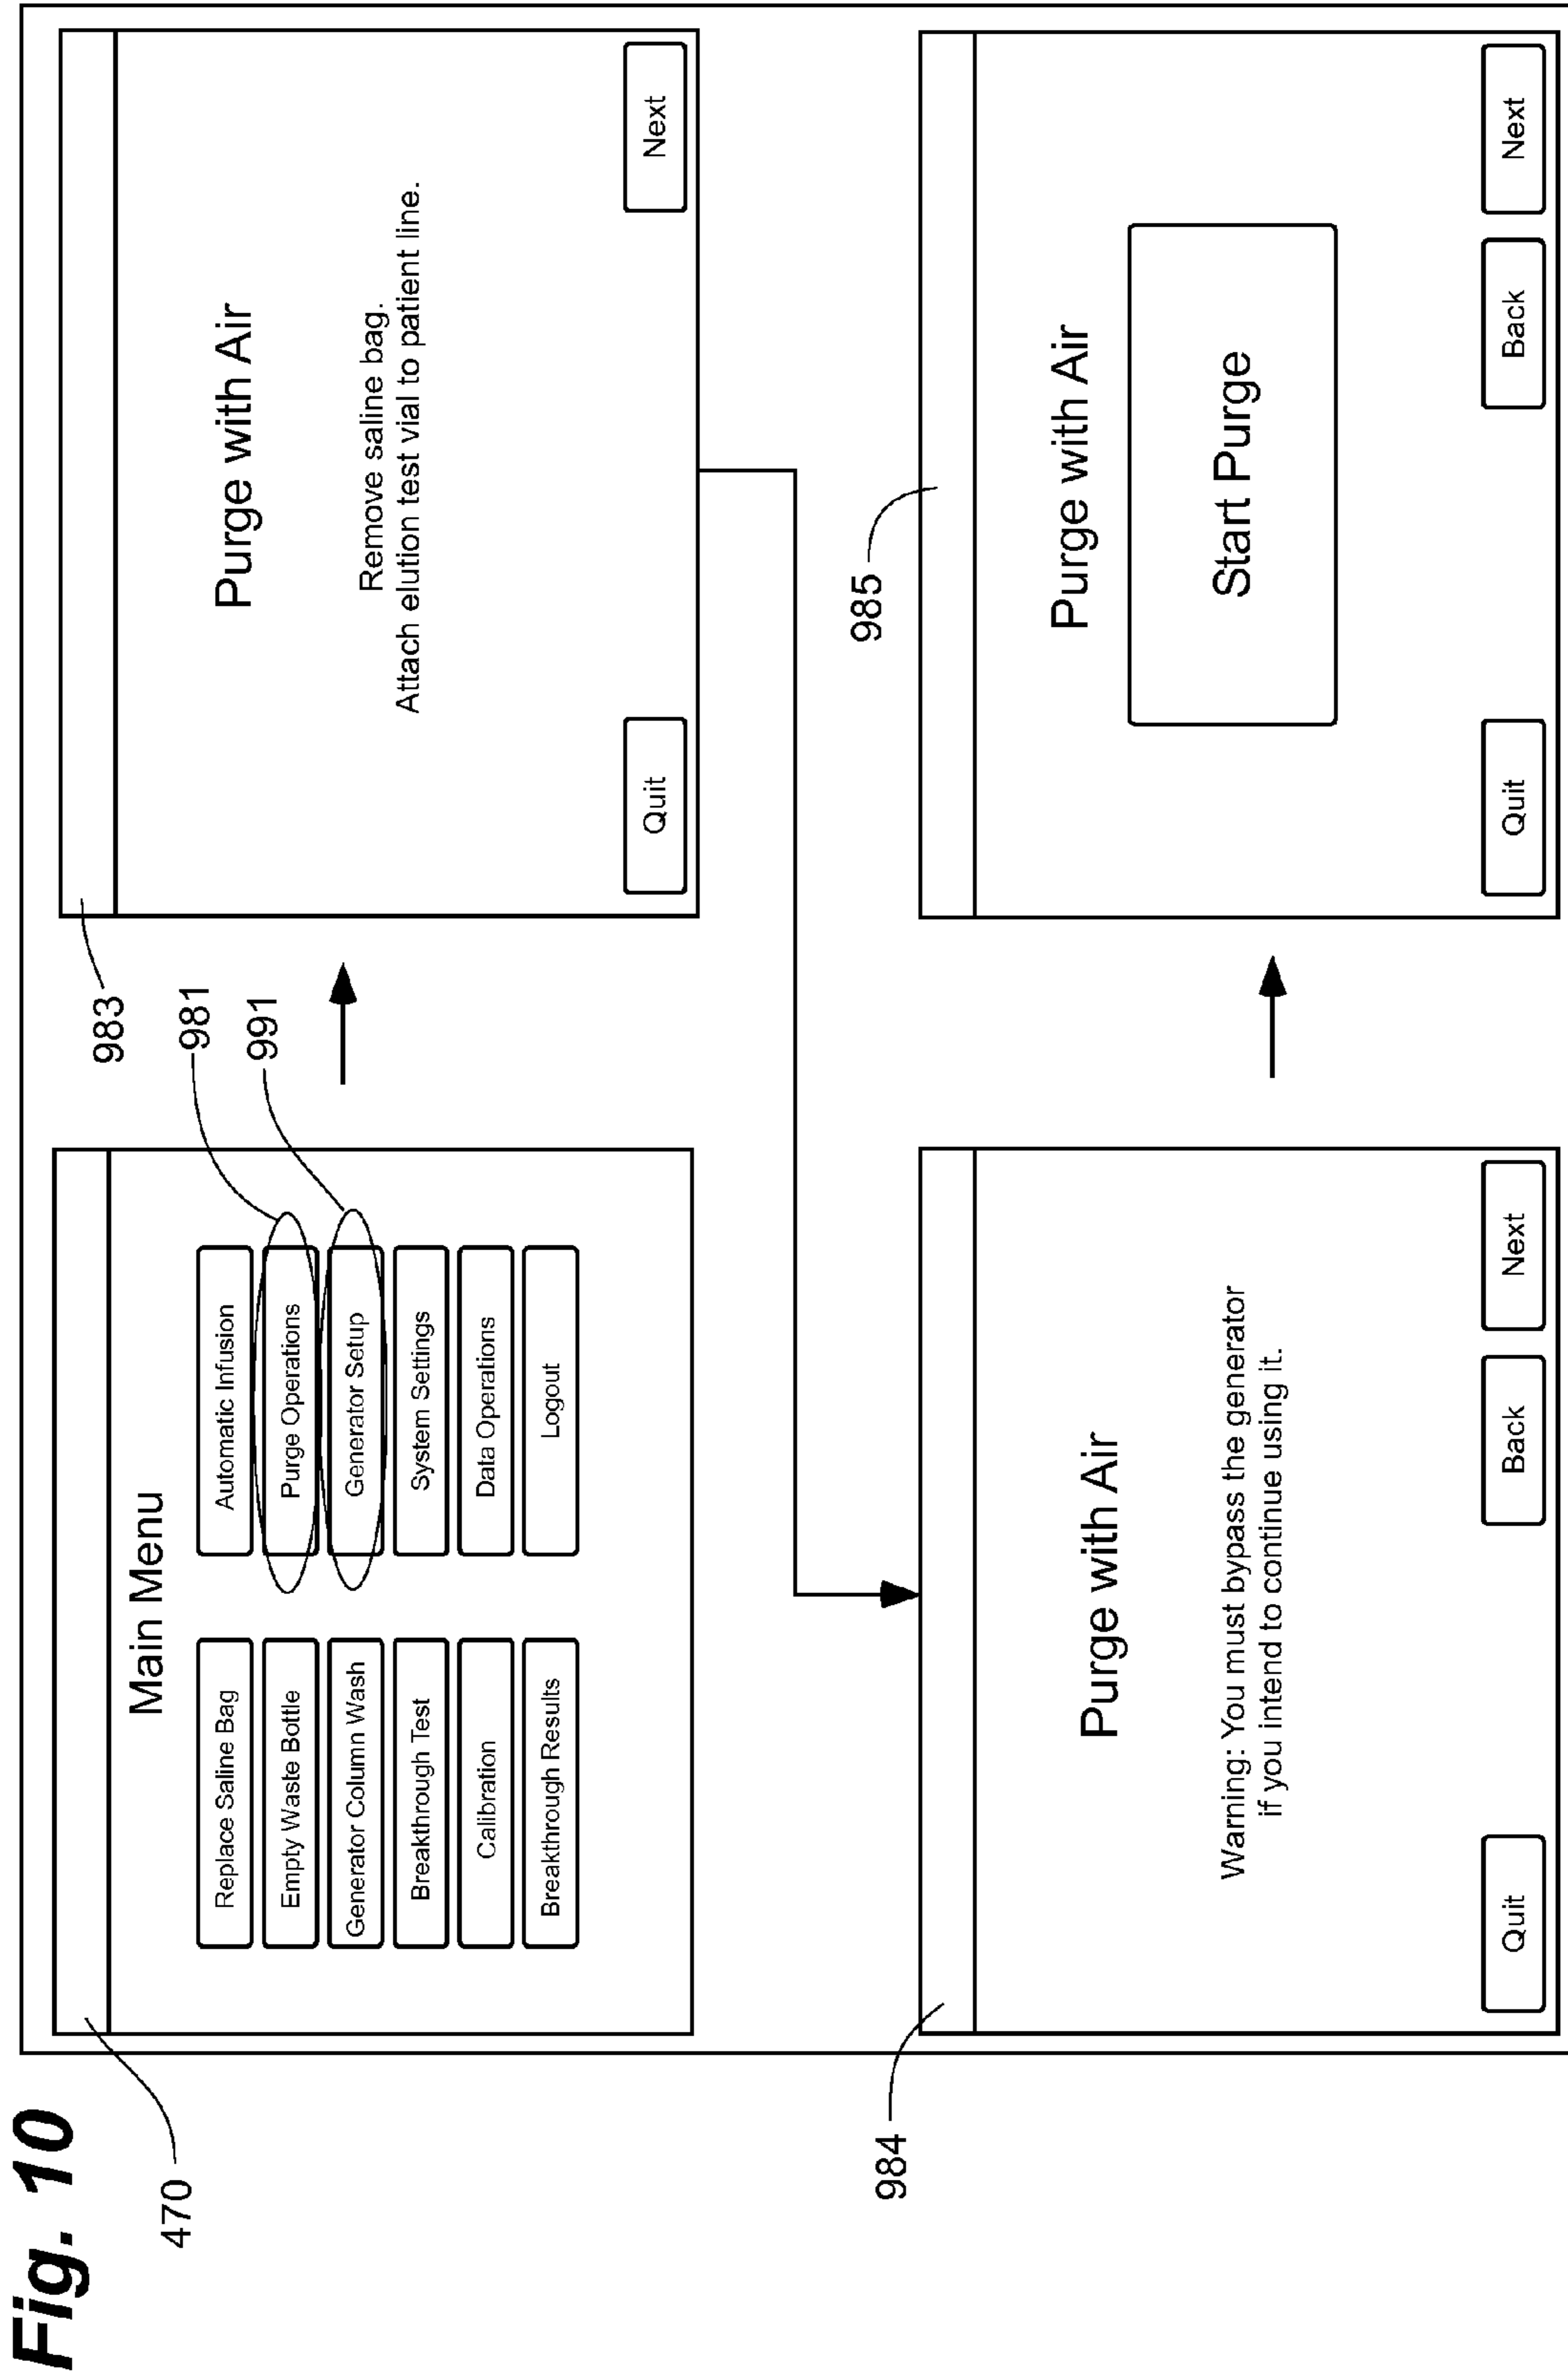 Fig. 10
470
Main Menu
Replace Saline Bag
Empty Waste Bottle
Generator Column Wash
Breakthrough Test
Calibration
Breakthrough Results
Automatic Infusion
Purge Operations
Generator Setup
System Settings
Data Operations
Logout
981
991
983
Purge with Air
Remove saline bag.
Attach elution test vial to patient line.
Quit
Next
984
Purge with Air
Warning: You must bypass the generator
if you intend to continue using it.
Quit
Back
Next
985
Purge with Air
Start Purge
Quit
Back
Next